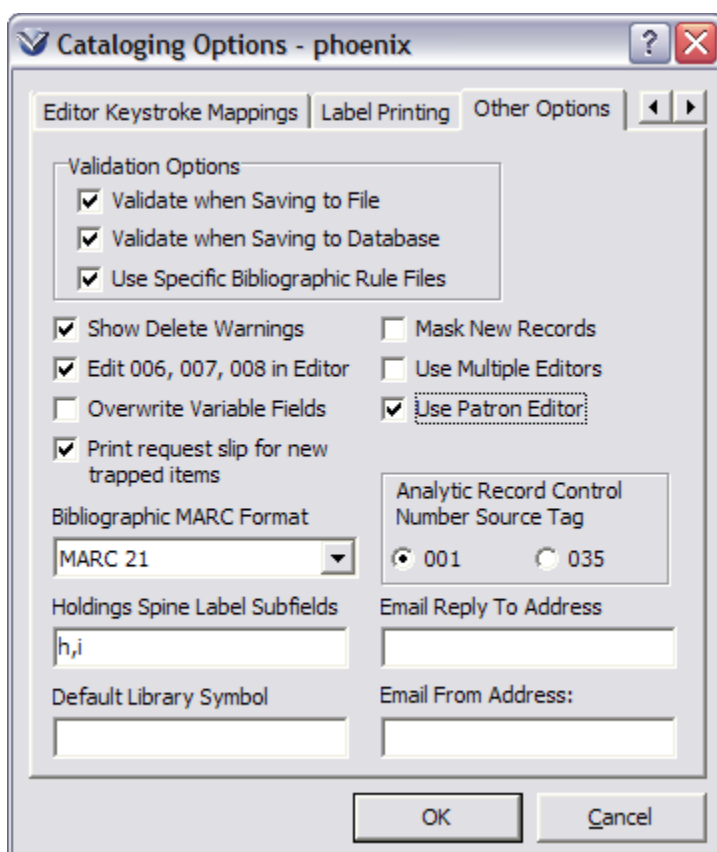 Cataloging Options - phoenix
Editor Keystroke Mappings Label Printing Other Options
Validation Options
Validate when Saving to File
Validate when Saving to Database
Use Specific Bibliographic Rule Files
Show Delete Warnings
Mask New Records
Edit 006, 007, 008 in Editor
Use Multiple Editors
Overwrite Variable Fields
Use Patron Editor
Print request slip for new
trapped items
Analytic Record Control
Number Source Tag
001 035
Bibliographic MARC Format
MARC 21
Holdings Spine Label Subfields
h,i
Email Reply To Address
Default Library Symbol
Email From Address:
OK Cancel